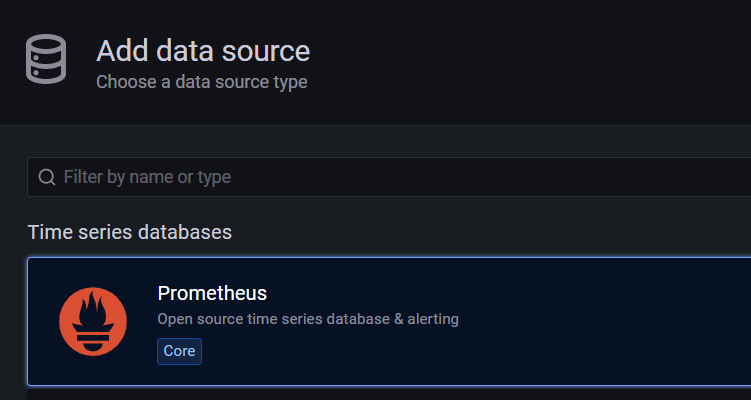 Add data source
Choose a data source type
Filter by name or type
Time series databases
Prometheus
Open source time series database & alerting
Core